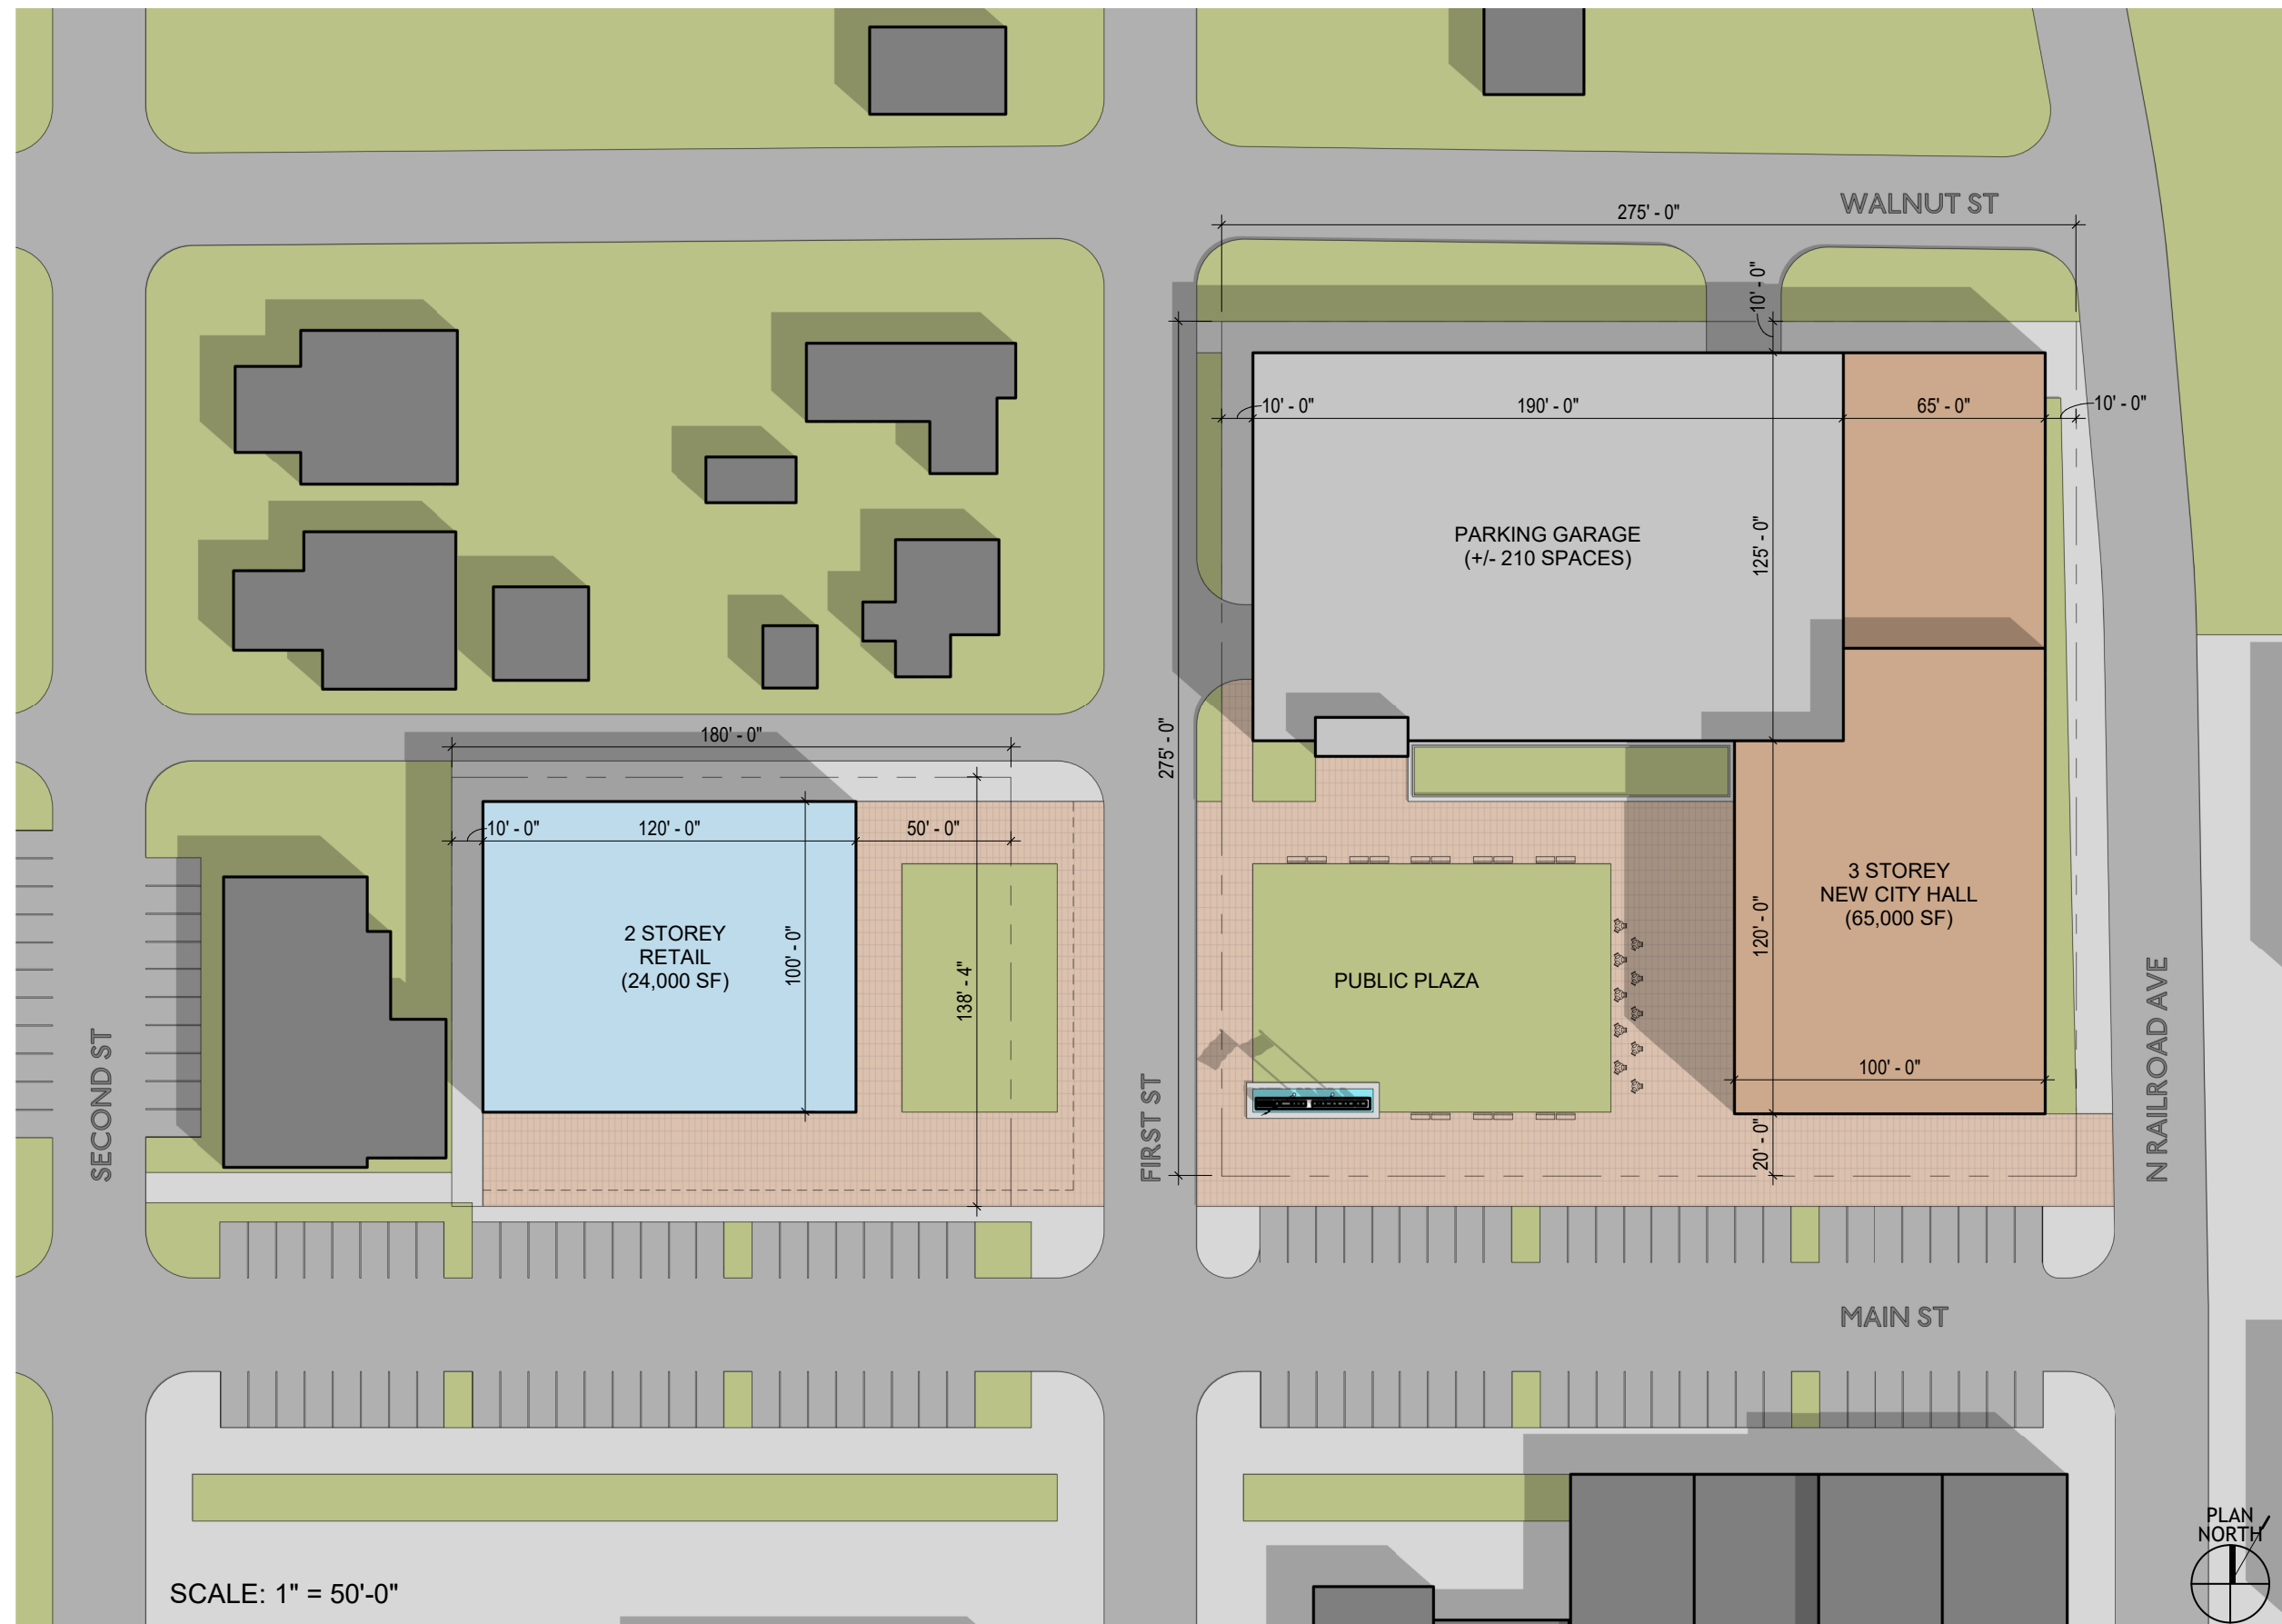 WALNUT ST
275' - 0"
10' - 0"
10' - 0"
190' - 0"
65' - 0"
10' - 0"
PARKING GARAGE
(+/- 210 SPACES)
125' - 0"
275' - 0"
180' - 0"
10' - 0"
120' - 0"
50' - 0"
2 STOREY
RETAIL
(24,000 SF)
100' - 0"
138' - 4"
3 STOREY
NEW CITY HALL
(65,000 SF)
120' - 0"
PUBLIC PLAZA
100' - 0"
20' - 0"
SECOND ST
FIRST ST
N RAILROAD AVE
MAIN ST
SCALE: 1" = 50'-0"
PLAN
NORTH